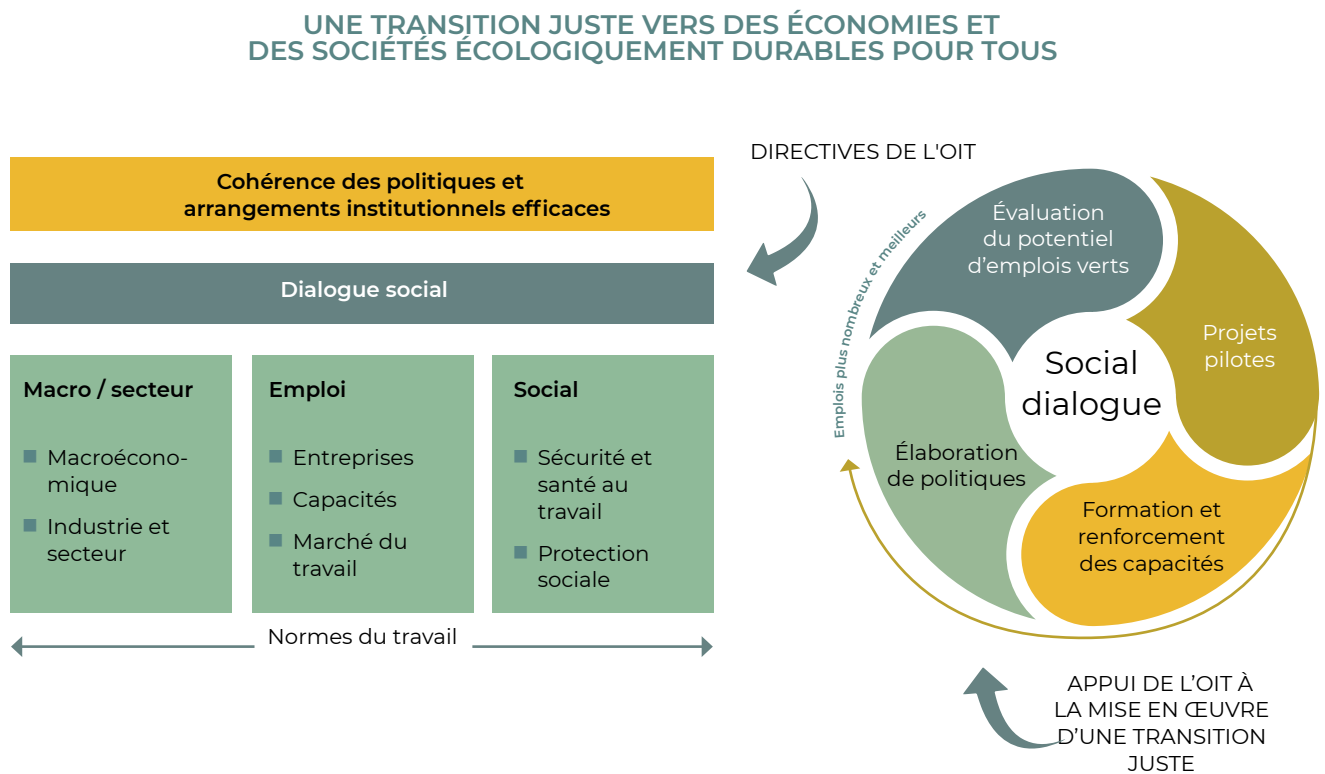 UNE TRANSITION JUSTE VERS DES ÉCONOMIES ET
DES SOCIÉTÉS ÉCOLOGIQUEMENT DURABLES POUR TOUS
Cohérence des politiques et
arrangements institutionnels efficaces
Dialogue social
Macro / secteur
Macroécono-
mique
Industrie et
secteur
Emploi
Entreprises
Capacités
Marché du
travail
Social
Sécurité et
santé au
travail
Protection
sociale
Normes du travail
DIRECTIVES DE L'OIT
Emplois plus nombreux et meilleurs
Évaluation
du potentiel
d’emplois verts
Projets
pilotes
Social
dialogue
Élaboration
de politiques
Formation et
renforcement
des capacités
APPUI DE L’OIT À
LA MISE EN ŒUVRE
D’UNE TRANSITION
JUSTE